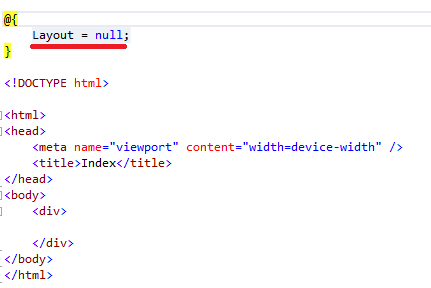 @{
    Layout = null;
}
<!DOCTYPE html>
<html>
<head>
    <meta name="viewport" content="width=device-width" />
    <title>Index</title>
</head>
<body>
    <div>
    </div>
</body>
</html>